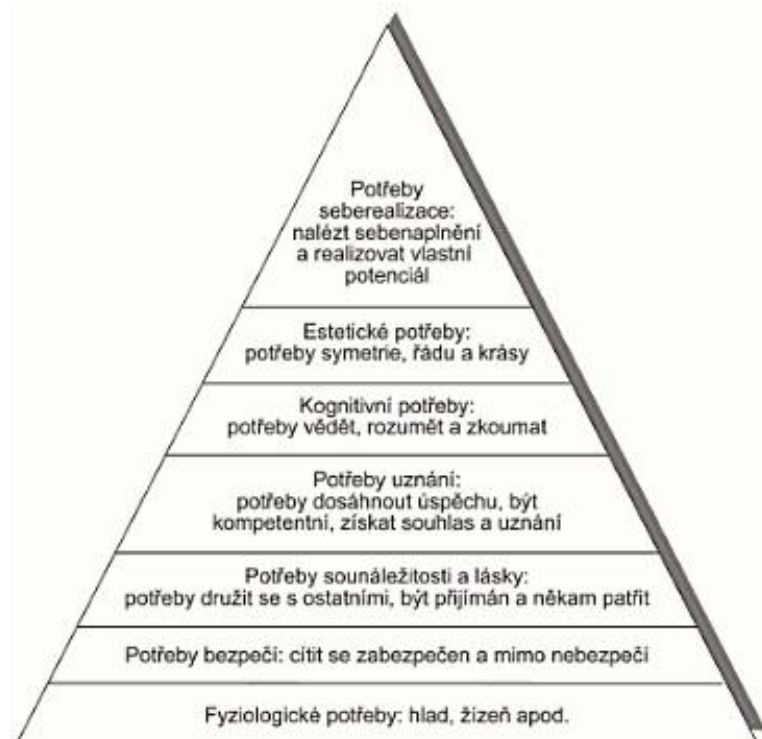 Potřeby
seberealizace:
nalézt sebenaplnění
a realizovat vlastní
potenciál
Estetické potřeby:
potřeby symetrie, řádu a krásy
Kognitivní potřeby:
potřeby vědět, rozumět a zkoumat
Potřeby uznání:
potřeby dosáhnout úspěchu, být
kompetentní, získat souhlas a uznání
Potřeby sounáležitosti a lásky:
potřeby družit se s ostatními, být přijímán a někam patřit
Potřeby bezpečí: cítit se zabezpečen a mimo nebezpečí
Fyziologické potřeby: hlad, žízeň apod.